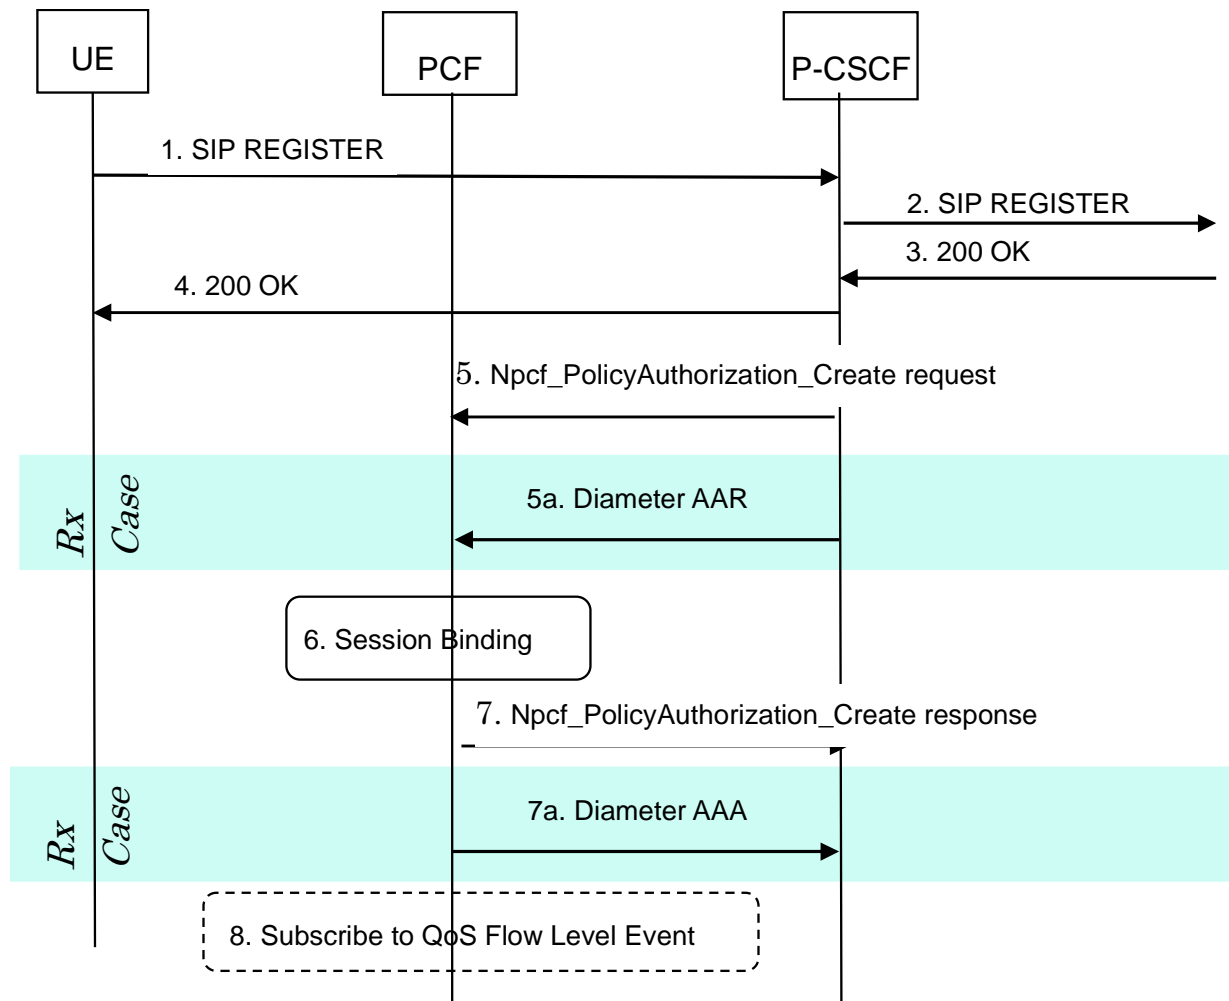 UE
PCF
P-CSCF
1. SIP REGISTER
2. SIP REGISTER
3. 200 OK
4. 200 OK
5. Npcf_PolicyAuthorization_Create request
Rx
Case
5a. Diameter AAR
6. Session Binding
7. Npcf_PolicyAuthorization_Create response
Rx
Case
7a. Diameter AAA
8. Subscribe to QoS Flow Level Event